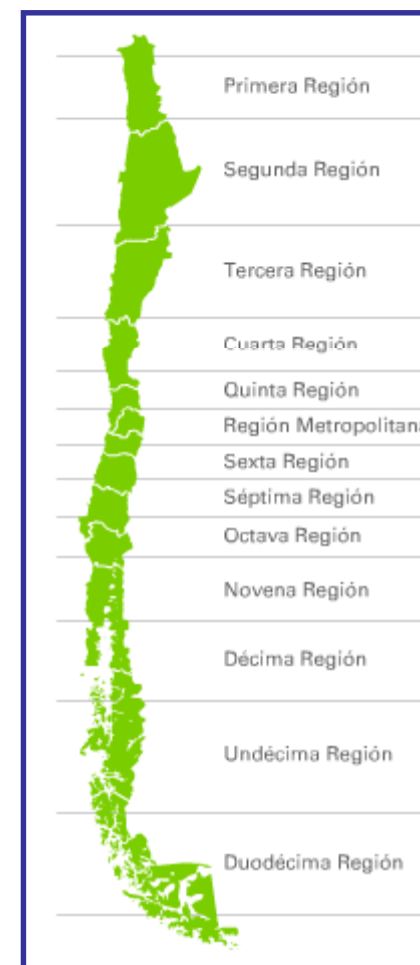 Primera Región
Segunda Región
Tercera Región
Cuarta Región
Quinta Región
Región Metropolitana
Sexta Región
Séptima Región
Octava Región
Novena Región
Décima Región
Undécima Región
Duodécima Región